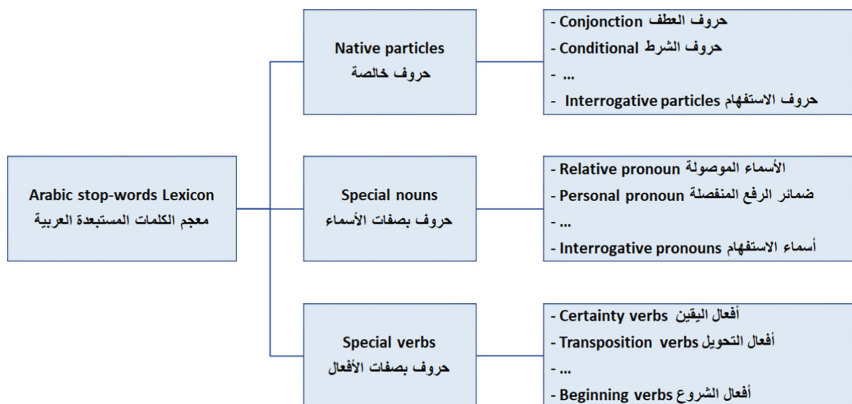 Native particles
حروف خالصة
- Conjonction حروف العطف
- Conditional حروف الشرط
- ...
- Interrogative particles حروف الاستفهام
Arabic stop-words Lexicon
معجم الكلمات المستبعدة العربية
Special nouns
حروف بصفات الأسماء
- Relative pronoun الأسماء الموصولة
- Personal pronoun ضمائر الرفع المنفصلة
- ...
- Interrogative pronouns أسماء الاستفهام
Special verbs
حروف بصفات الأفعال
- Certainty verbs أفعال اليقين
- Transposition verbs أفعال التحويل
- ...
- Beginning verbs أفعال الشروع